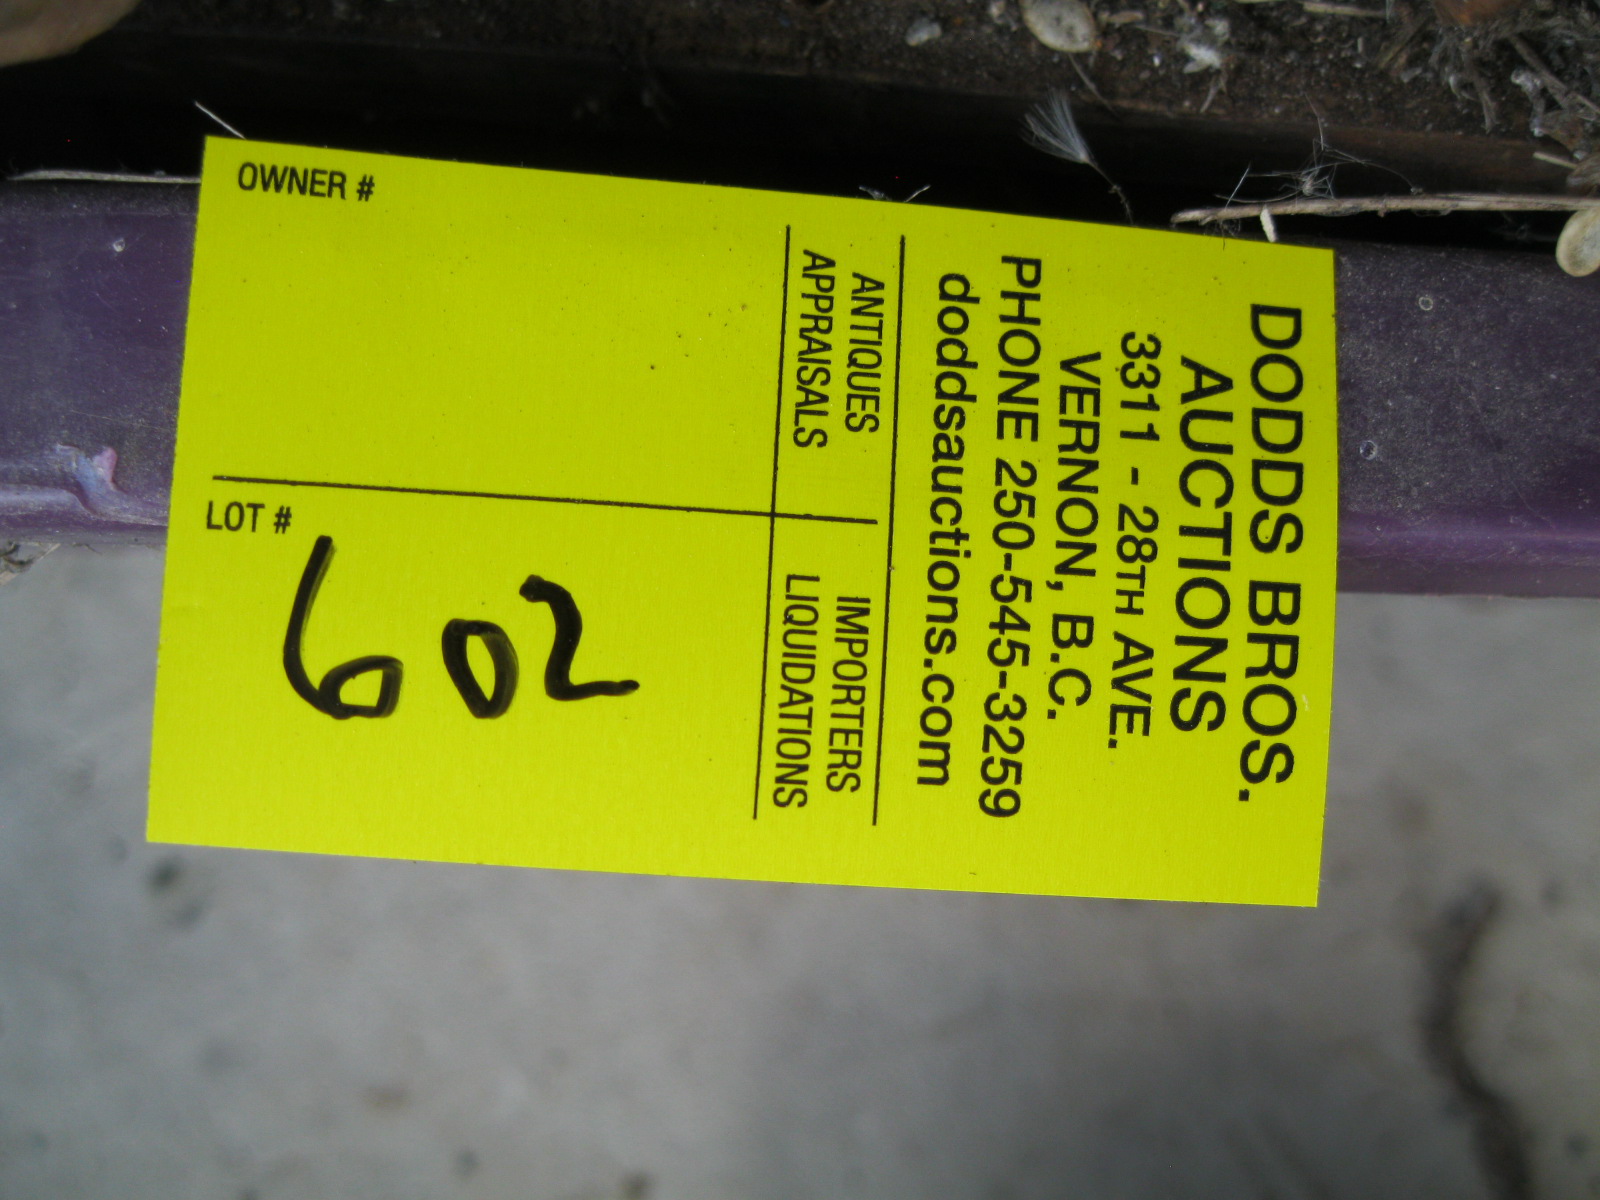 DODDS BROS.
AUCTIONS
3311 - 28TH AVE.
VERNON, B.C.
PHONE 250-545-3259
doddsauctions.com
ANTIQUES
APPRAISALS
IMPORTERS
LIQUIDATIONS
OWNER #
LOT #
602